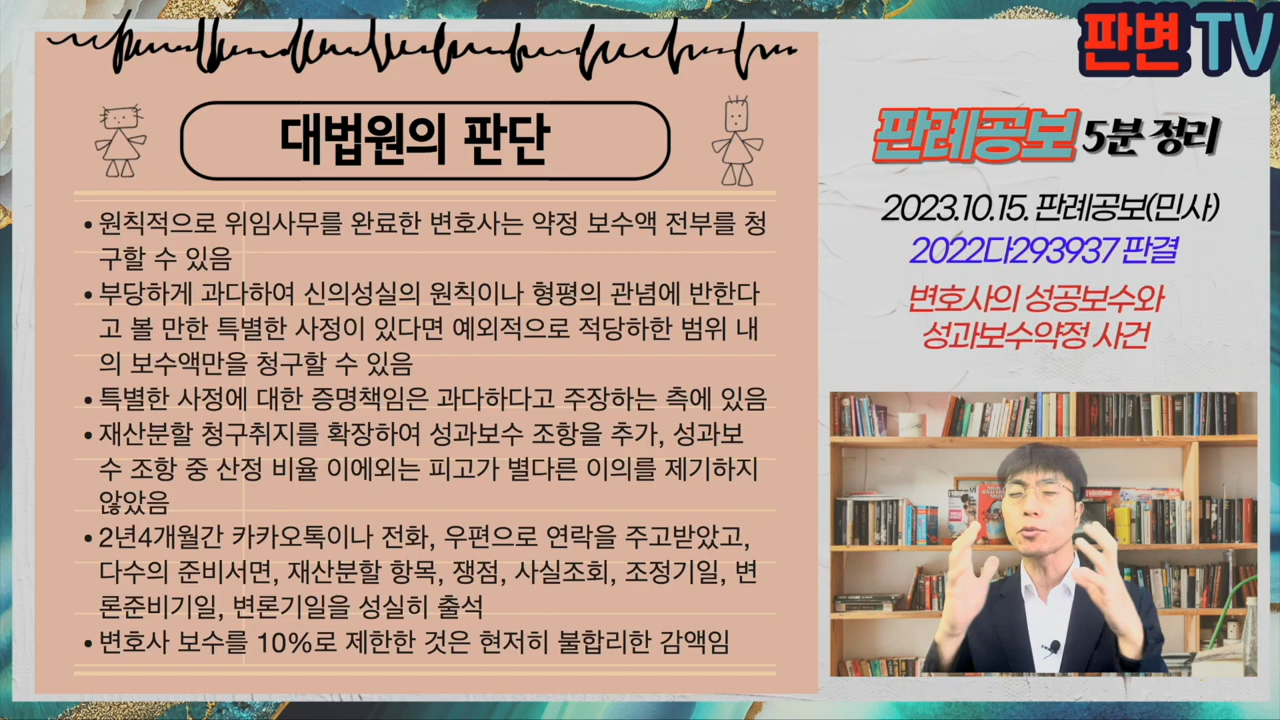 판변 TV
대법원의 판단
• 원칙적으로 위임사무를 완료한 변호사는 약정 보수액 전부를 청
구할 수 있음
• 부당하게 과다하여 신의성실의 원칙이나 형평의 관념에 반한다
고 볼 만한 특별한 사정이 있다면 예외적으로 적당하한 범위 내
의 보수액만을 청구할 수 있음
• 특별한 사정에 대한 증명책임은 과다하다고 주장하는 측에 있음
• 재산분할 청구취지를 확장하여 성과보수 조항을 추가, 성과보
수 조항 중 산정 비율 이에외는 피고가 별다른 이의를 제기하지
않았음
• 2년4개월간 카카오톡이나 전화, 우편으로 연락을 주고받았고,
다수의 준비서면, 재산분할 항목, 쟁점, 사실조회, 조정기일, 변
론준비기일, 변론기일을 성실히 출석
• 변호사 보수를 10%로 제한한 것은 현저히 불합리한 감액임
판례공보 5분 정리
2023.10.15. 판례공보(민사)
2022다293937 판결
변호사의 성공보수와
성과보수약정 사건